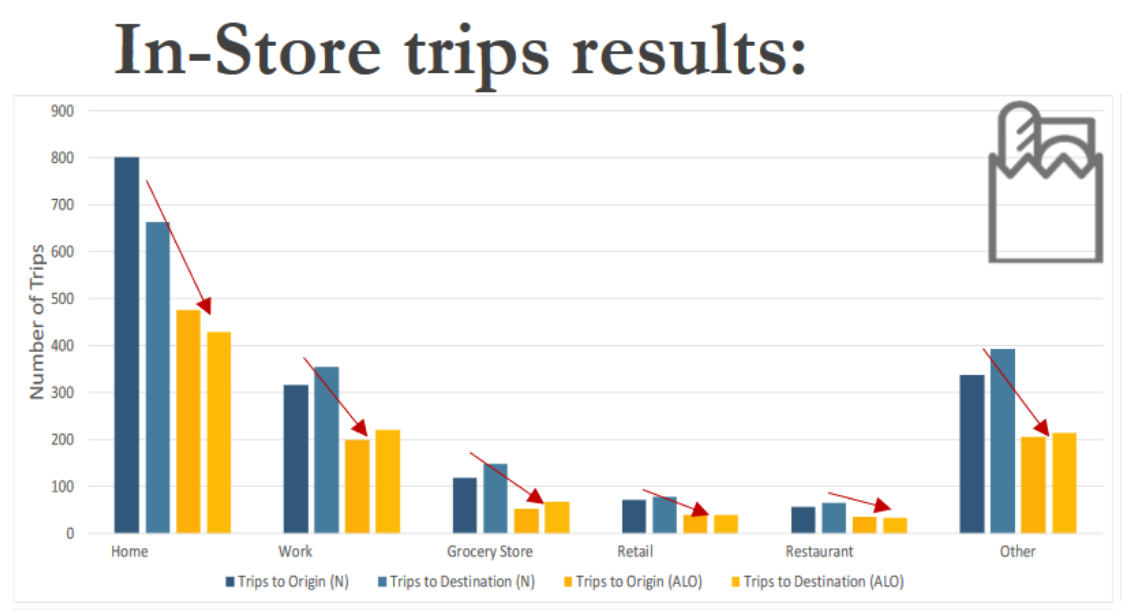 In-Store trips results:
900
800
700
600
500
400
300
200
100
0
Number of Trips
Home Work Grocery Store Retail Restaurant Other
Trips to Origin (N) Trips to Destination (N) Trips to Origin (ALO) Trips to Destination (ALO)